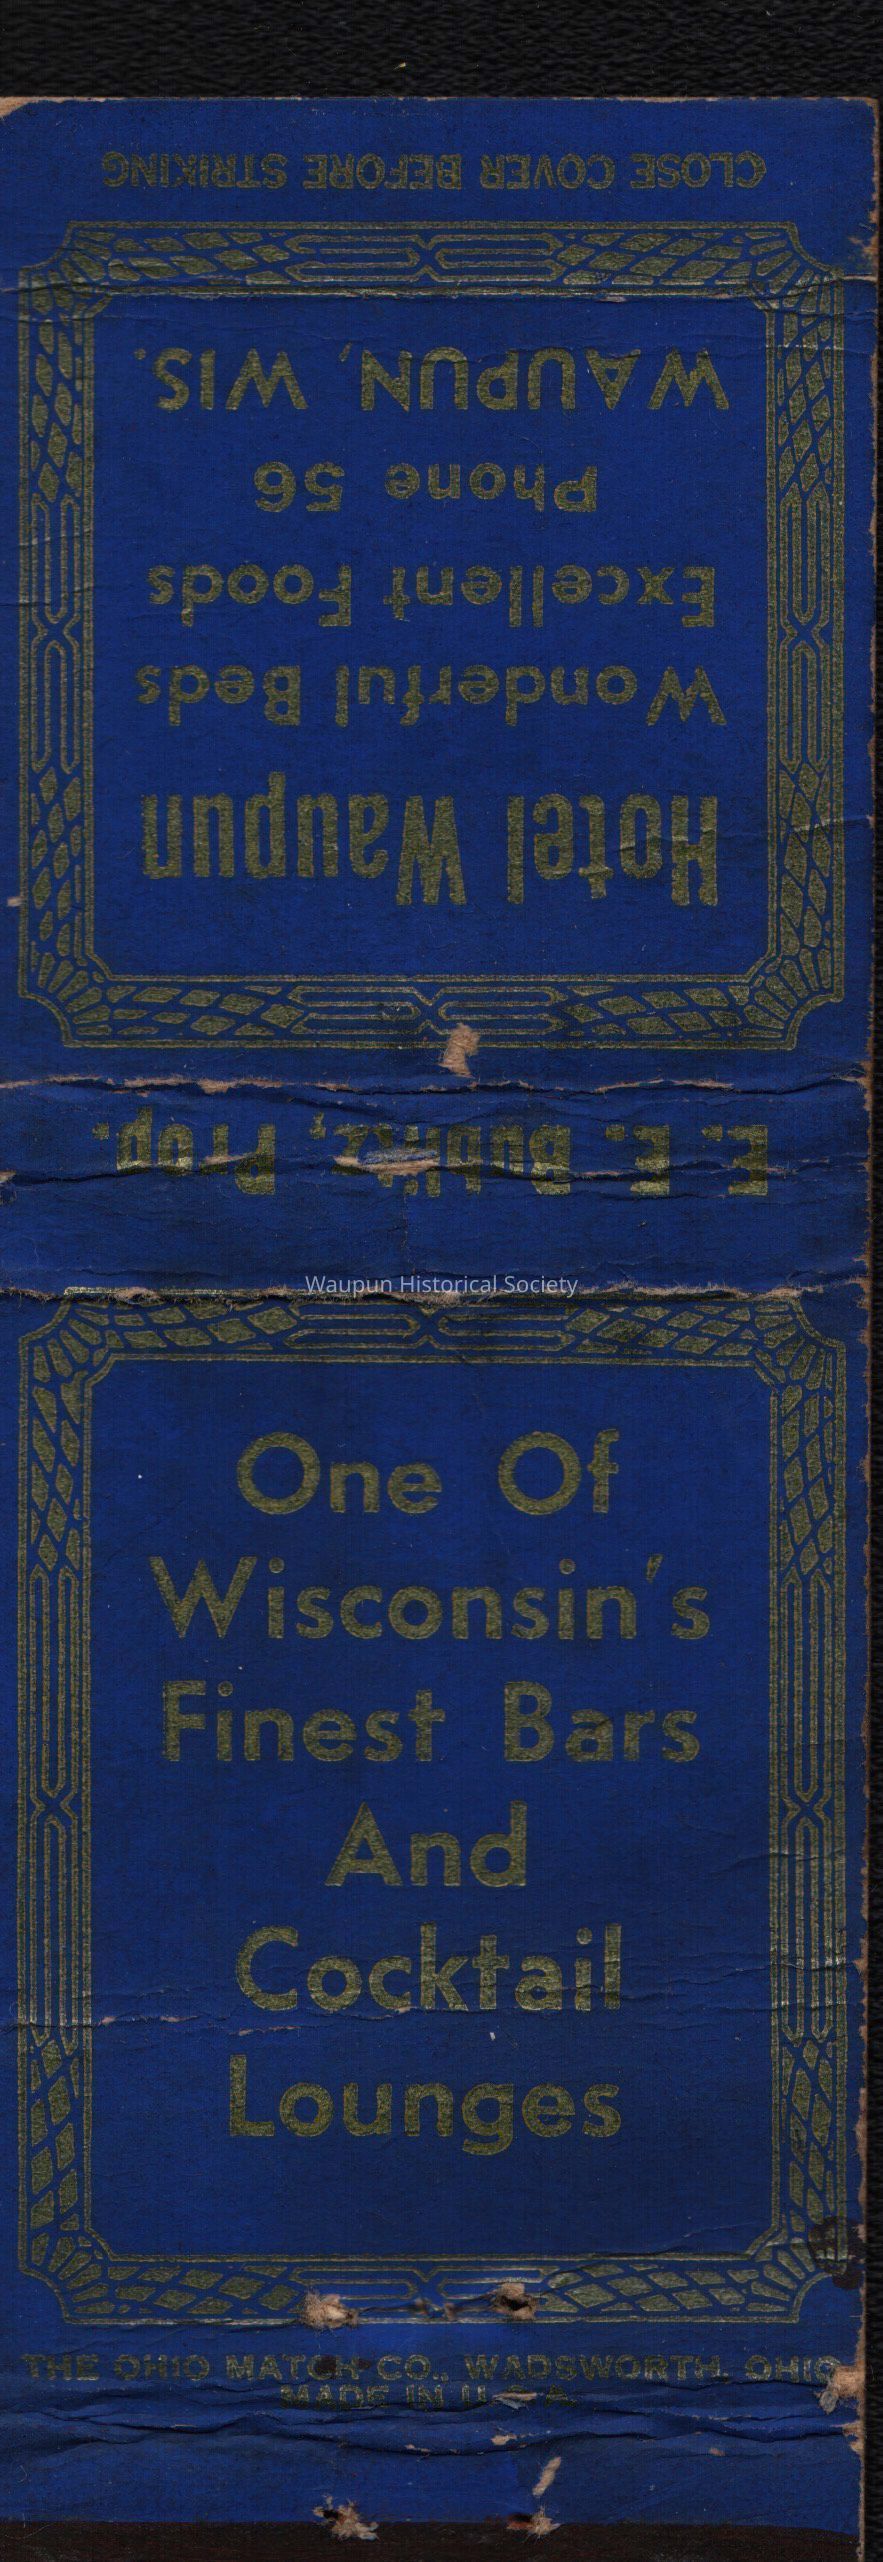 CLOSE COVER BEFORE STRIKING
Hotel Waupun
Wonderful Beds
Excellent Foods
Phone 56
WAUPUN, WIS.
E. E. Bublitz, Prop.
Waupun Historical Society
One Of
Wisconsin's
Finest Bars
And
Cocktail
Lounges
THE OHIO MATCH CO., WADSWORTH, OHIO
MADE IN U.S.A.